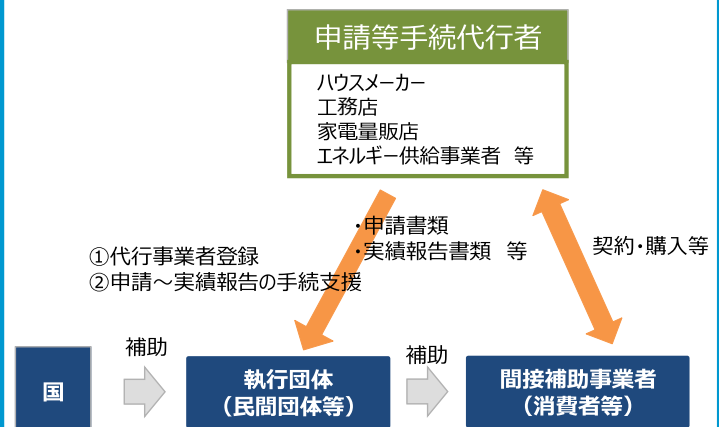 申請等手続代行者
ハウスメーカー
工務店
家電量販店
エネルギー供給事業者 等
・申請書類
・実績報告書類 等
①代行事業者登録
②申請～実績報告の手続支援
契約・購入等
国
補助
執行団体
（民間団体等）
補助
間接補助事業者
（消費者等）